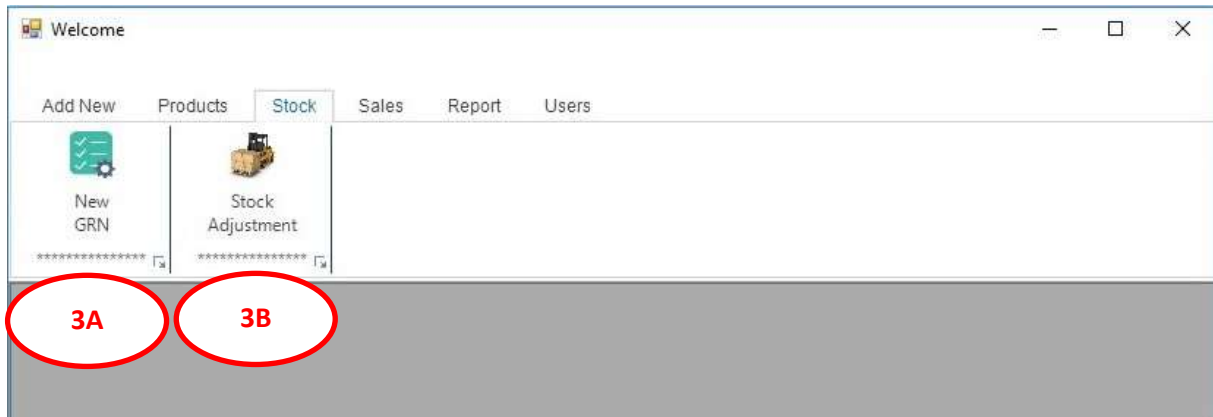 Welcome
Add New Products Stock Sales Report Users
New
GRN
***************
Stock
Adjustment
***************
3A
3B